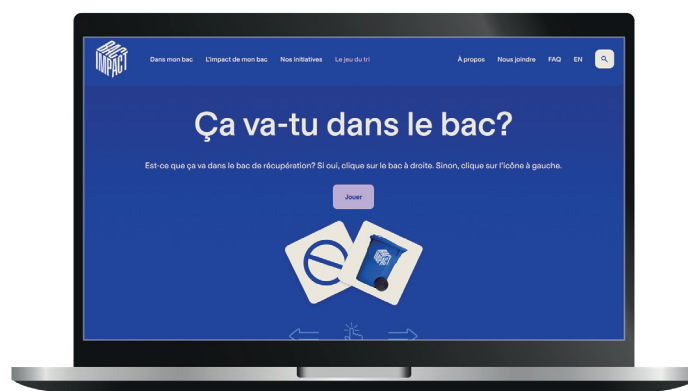 BAC
IMPACT
Dans mon bac L'impact de mon bac Nos initiatives Le jeu du tri À propos Nous joindre FAQ EN
Ça va-tu dans le bac?
Est-ce que ça va dans le bac de récupération? Si oui, clique sur le bac à droite. Sinon, clique sur l'icône à gauche.
Jouer